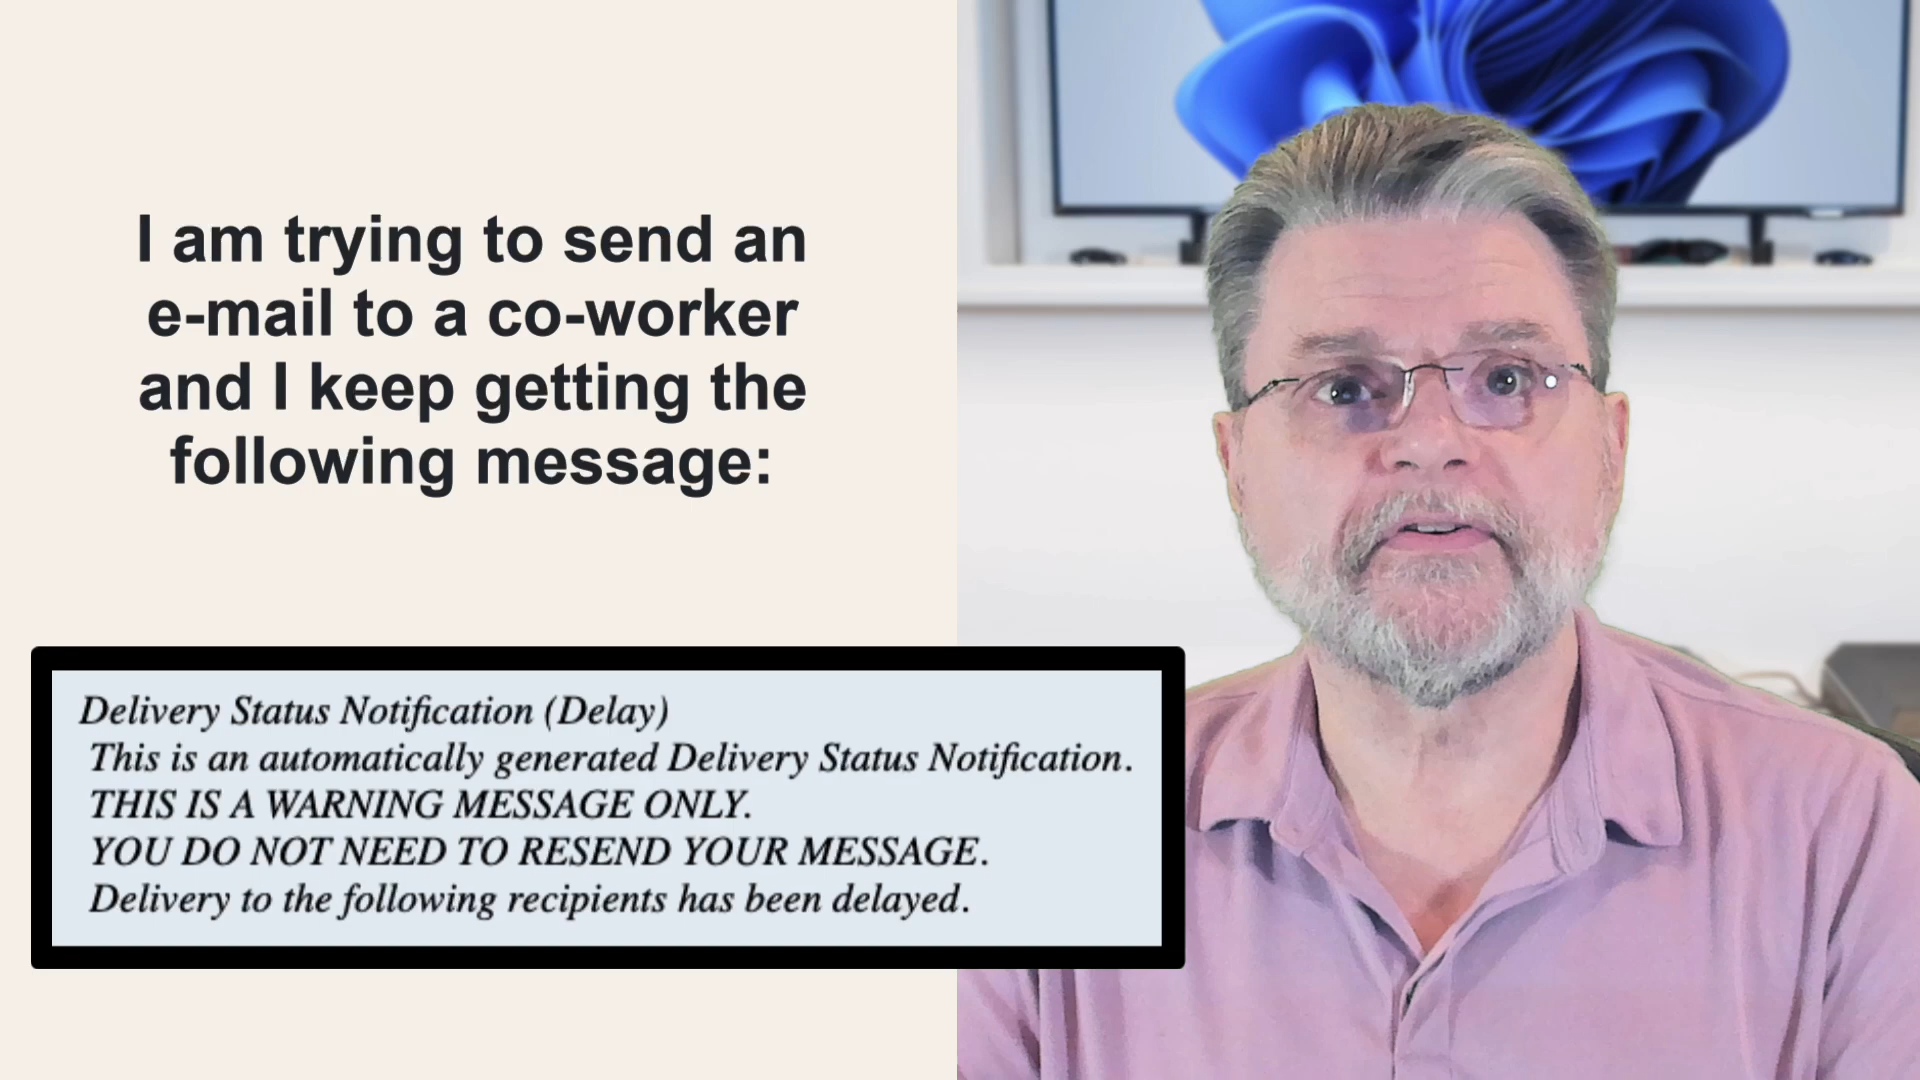 I am trying to send an
e-mail to a co-worker
and I keep getting the
following message:
Delivery Status Notification (Delay)
This is an automatically generated Delivery Status Notification.
THIS IS A WARNING MESSAGE ONLY.
YOU DO NOT NEED TO RESEND YOUR MESSAGE.
Delivery to the following recipients has been delayed.